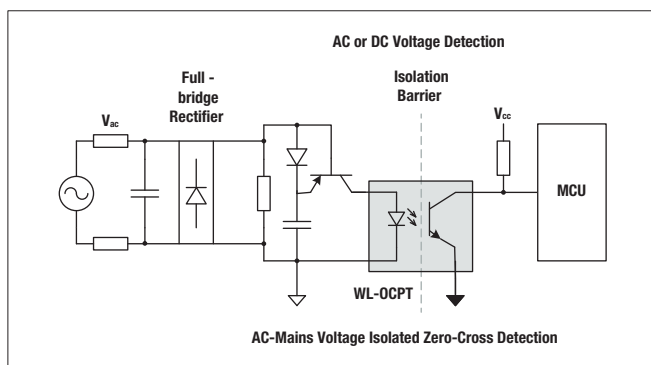 AC or DC Voltage Detection
Full -
bridge
Rectifier
Isolation
Barrier
Vac
Vcc
MCU
WL-OCPT
AC-Mains Voltage Isolated Zero-Cross Detection